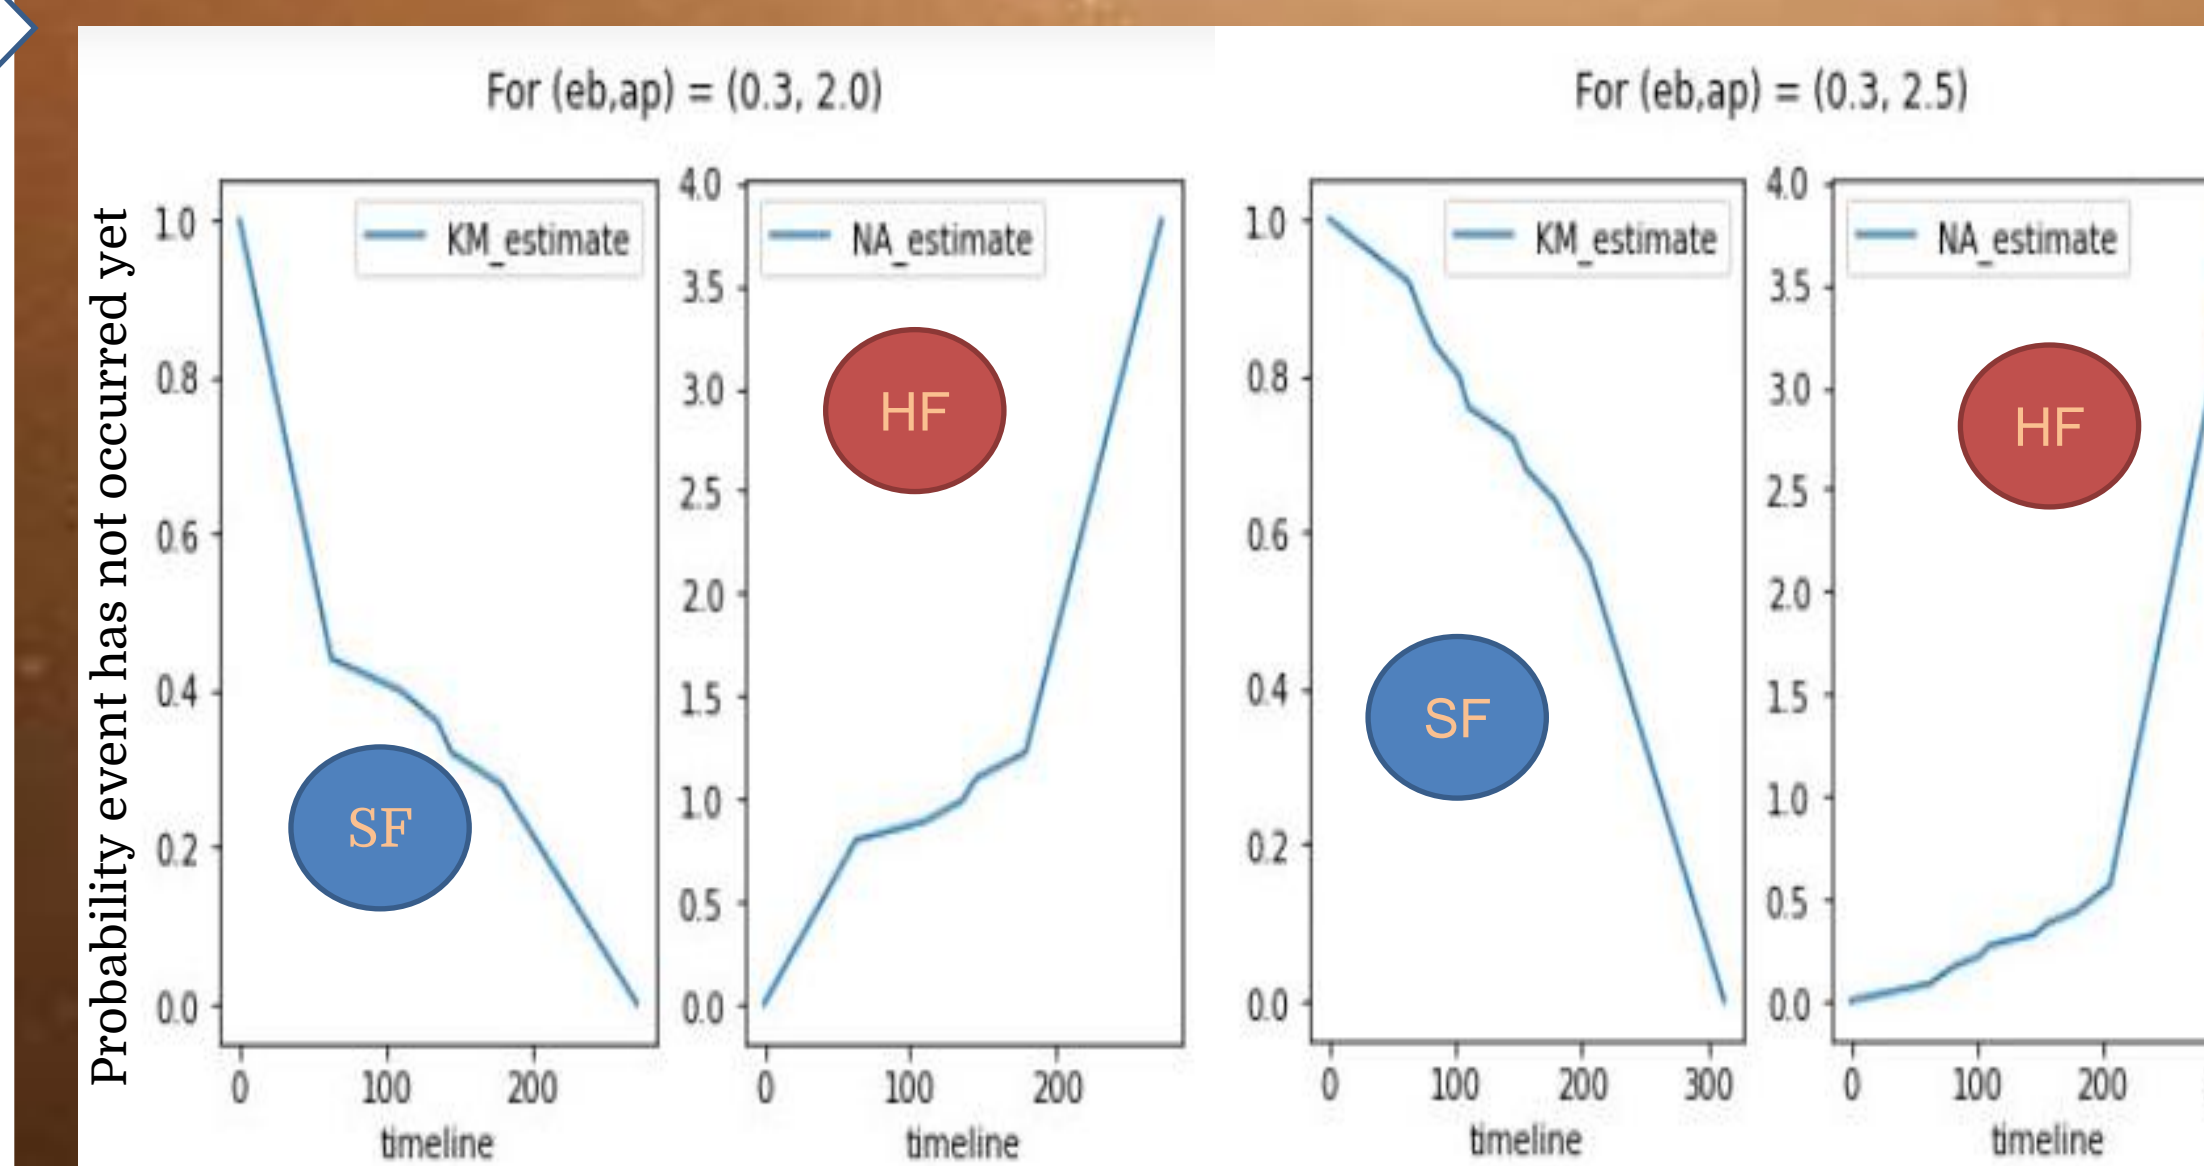 For (eb,ap) = (0.3, 2.0)
Probability event has not occurred yet
1.0
0.8
0.6
0.4
0.2
0.0
KM_estimate
SF
0 100 200
timeline
4.0
3.5
3.0
2.5
2.0
1.5
1.0
0.5
0.0
NA_estimate
HF
0 100 200
timeline
For (eb,ap) = (0.3, 2.5)
1.0
0.8
0.6
0.4
0.2
0.0
KM_estimate
SF
0 100 200 300
timeline
4.0
3.5
3.0
2.5
2.0
1.5
1.0
0.5
0.0
NA_estimate
HF
0 100 200
timeline